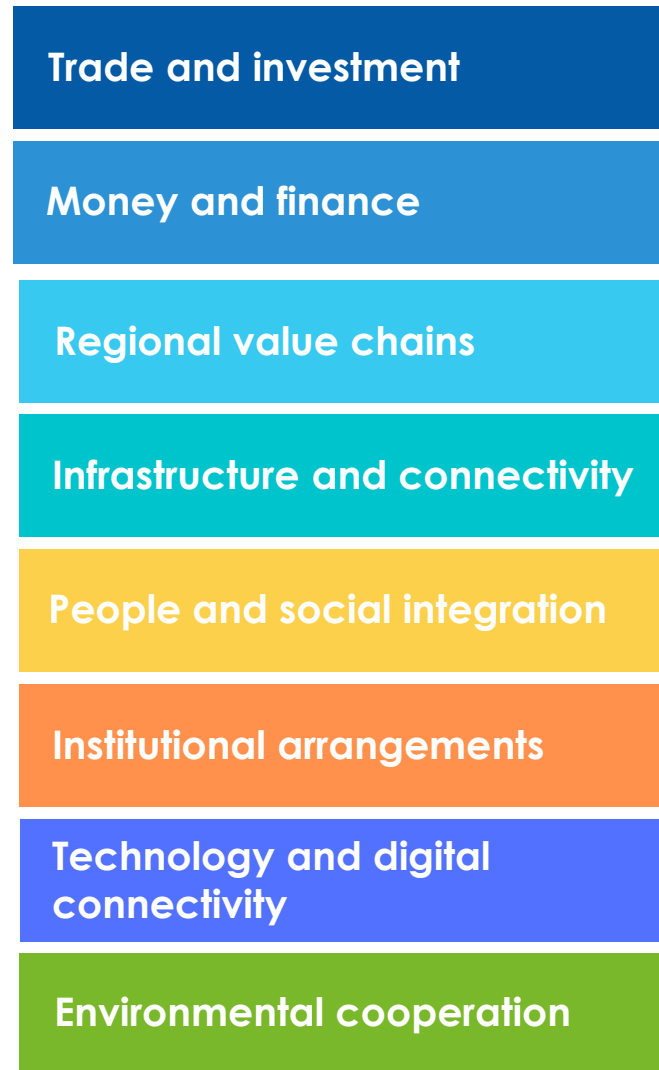 Trade and investment
Money and finance
Regional value chains
Infrastructure and connectivity
People and social integration
Institutional arrangements
Technology and digital
connectivity
Environmental cooperation